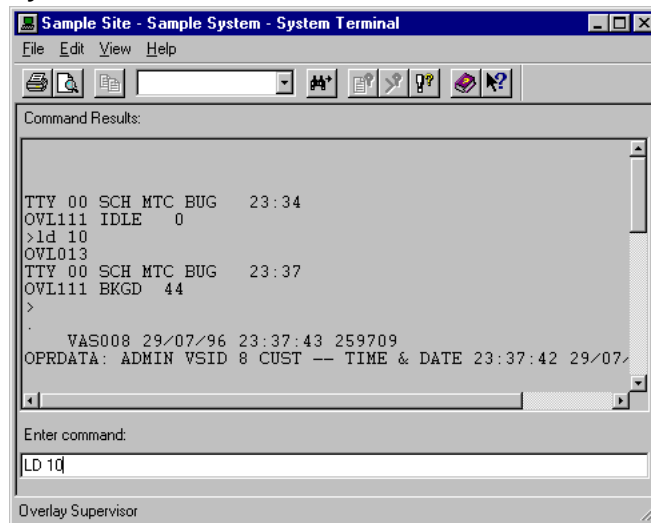 Sample Site - Sample System - System Terminal
File Edit View Help
Command Results:
TTY 00 SCH MTC BUG 23:34
OVL111 IDLE 0
>ld 10
OVL013
TTY 00 SCH MTC BUG 23:37
OVL111 BKGD 44
>
.
VAS008 29/07/96 23:37:43 259709
OPRDATA: ADMIN VSID 8 CUST -- TIME & DATE 23:37:42 29/07/
Enter command:
LD 10
Overlay Supervisor